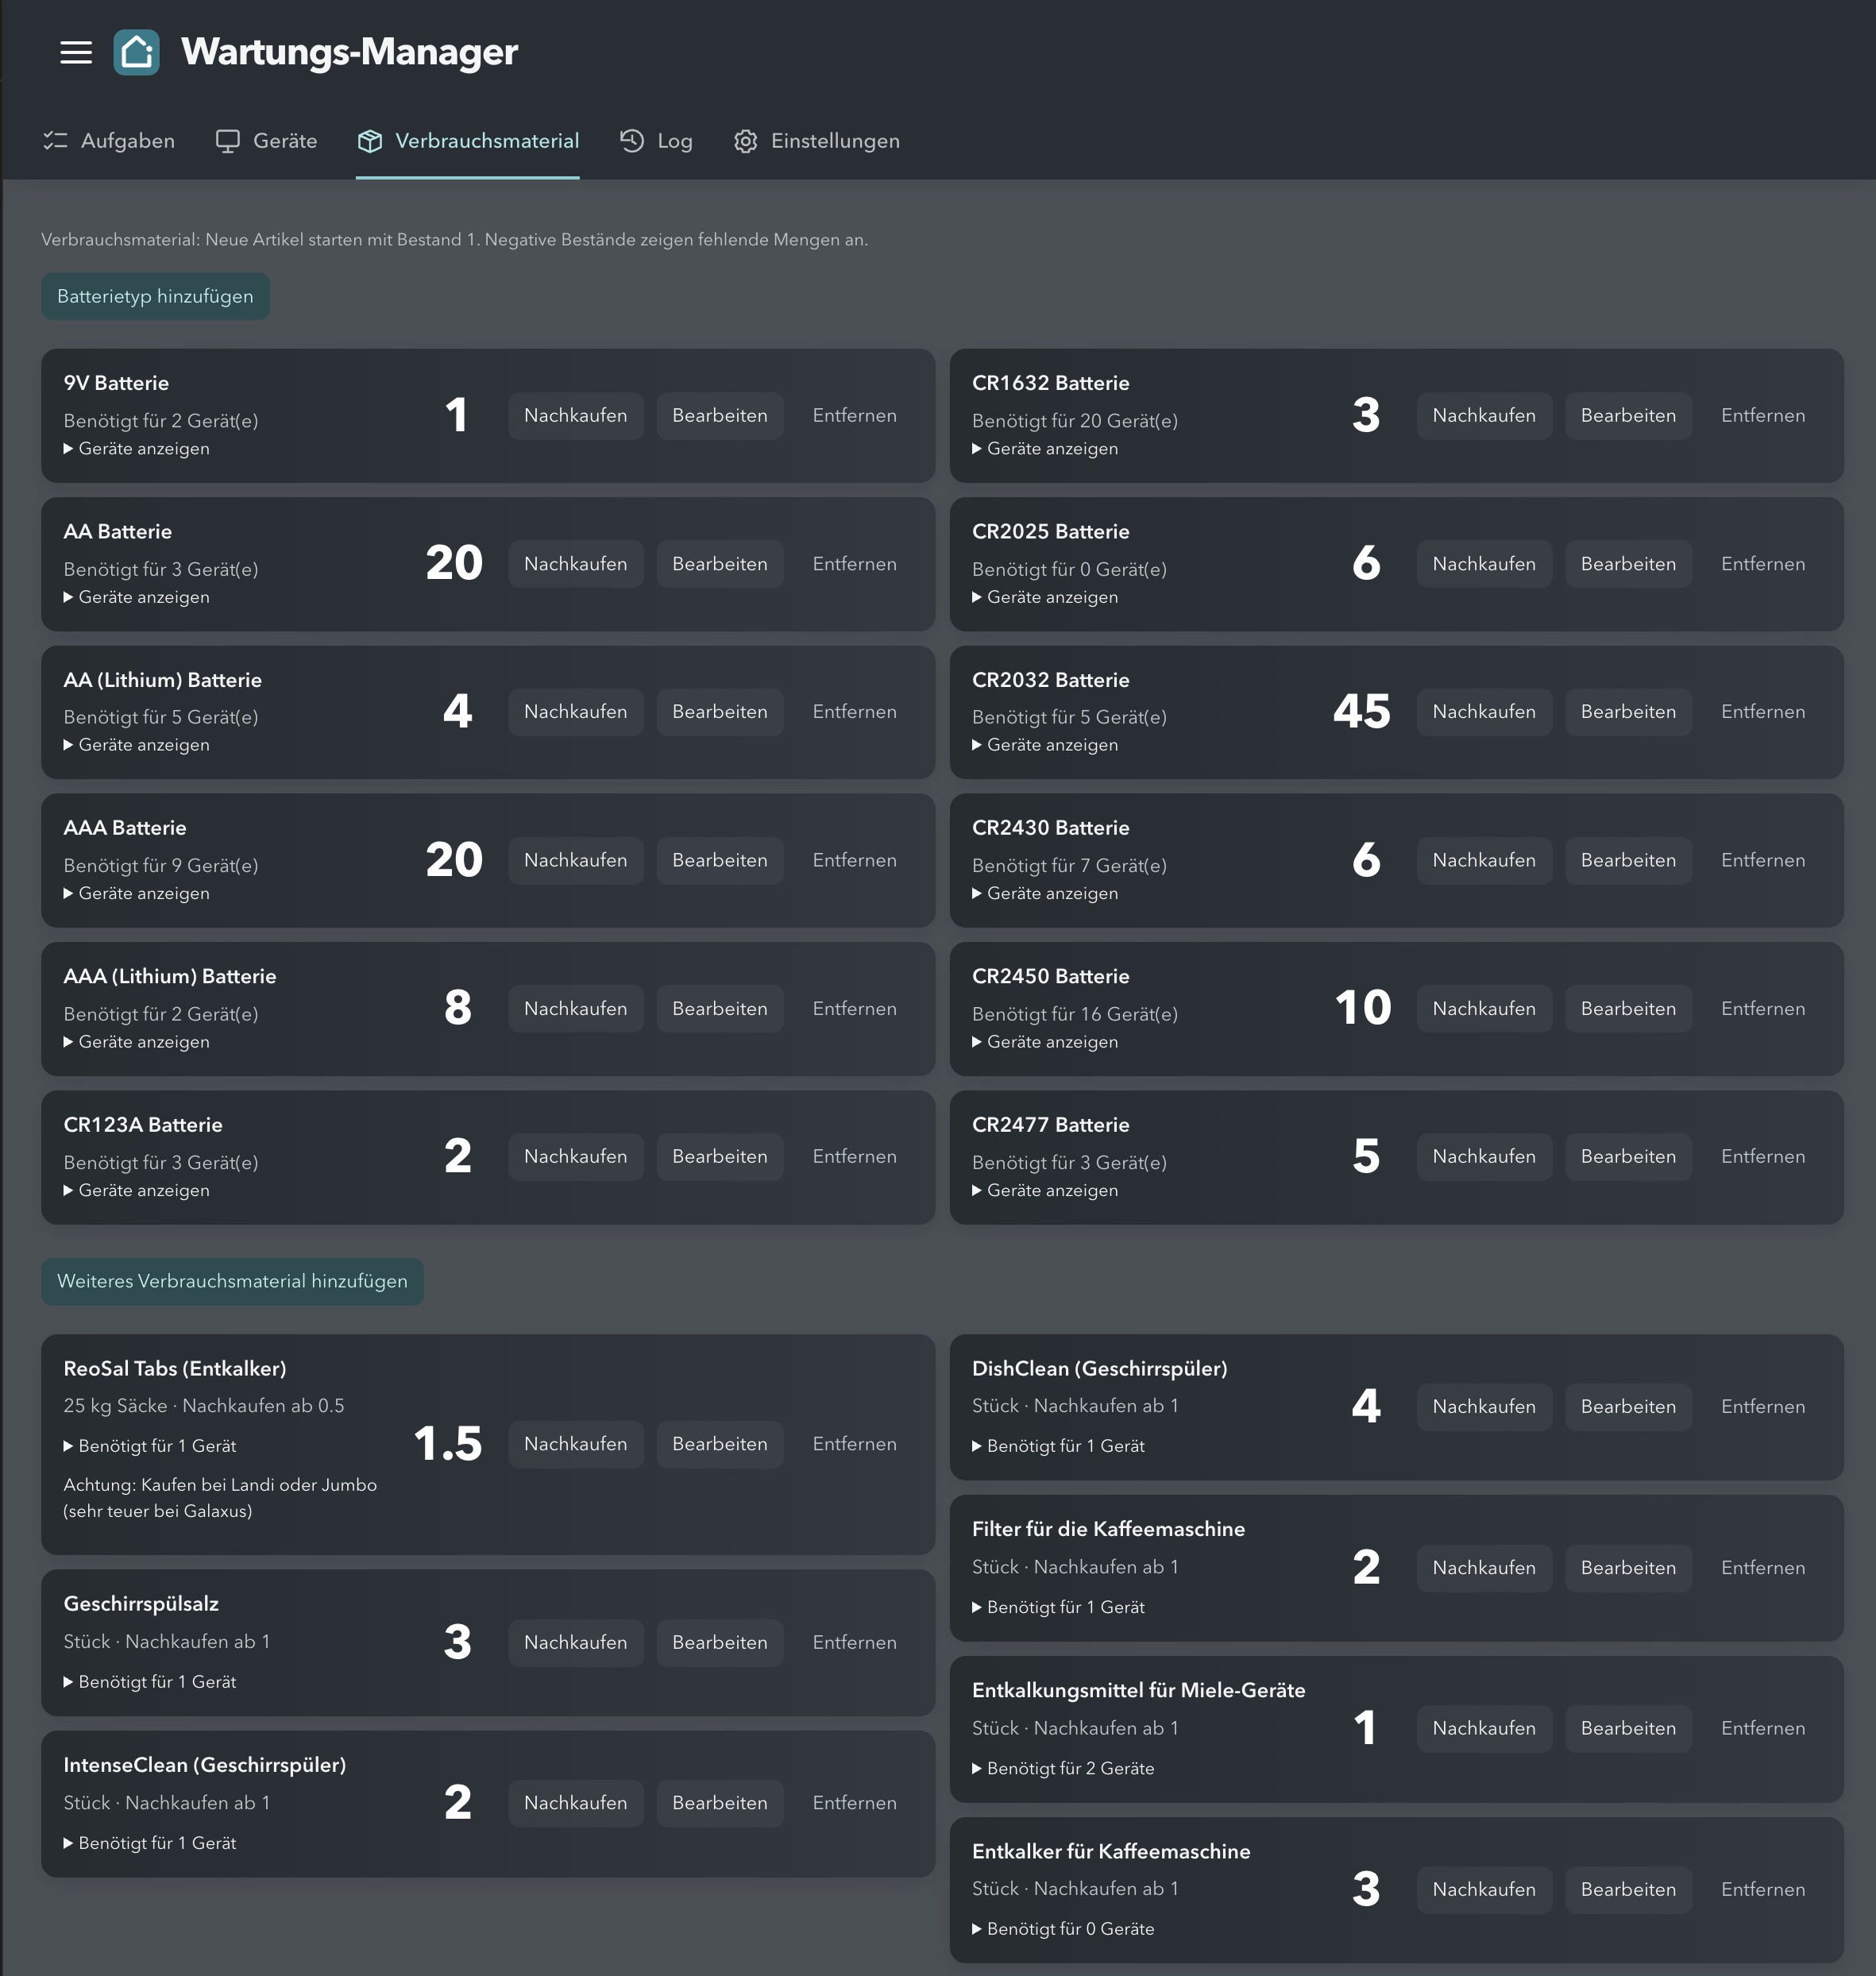 Wartungs-Manager
Aufgaben
Geräte
Verbrauchsmaterial
Log
Einstellungen
Verbrauchsmaterial: Neue Artikel starten mit Bestand 1. Negative Bestände zeigen fehlende Mengen an.
Batterietyp hinzufügen
9V Batterie
Benötigt für 2 Gerät(e)
Geräte anzeigen
1
Nachkaufen
Bearbeiten
Entfernen
AA Batterie
Benötigt für 3 Gerät(e)
Geräte anzeigen
20
Nachkaufen
Bearbeiten
Entfernen
AA (Lithium) Batterie
Benötigt für 5 Gerät(e)
Geräte anzeigen
4
Nachkaufen
Bearbeiten
Entfernen
AAA Batterie
Benötigt für 9 Gerät(e)
Geräte anzeigen
20
Nachkaufen
Bearbeiten
Entfernen
AAA (Lithium) Batterie
Benötigt für 2 Gerät(e)
Geräte anzeigen
8
Nachkaufen
Bearbeiten
Entfernen
CR123A Batterie
Benötigt für 3 Gerät(e)
Geräte anzeigen
2
Nachkaufen
Bearbeiten
Entfernen
CR1632 Batterie
Benötigt für 20 Gerät(e)
Geräte anzeigen
3
Nachkaufen
Bearbeiten
Entfernen
CR2025 Batterie
Benötigt für 0 Gerät(e)
Geräte anzeigen
6
Nachkaufen
Bearbeiten
Entfernen
CR2032 Batterie
Benötigt für 5 Gerät(e)
Geräte anzeigen
45
Nachkaufen
Bearbeiten
Entfernen
CR2430 Batterie
Benötigt für 7 Gerät(e)
Geräte anzeigen
6
Nachkaufen
Bearbeiten
Entfernen
CR2450 Batterie
Benötigt für 16 Gerät(e)
Geräte anzeigen
10
Nachkaufen
Bearbeiten
Entfernen
CR2477 Batterie
Benötigt für 3 Gerät(e)
Geräte anzeigen
5
Nachkaufen
Bearbeiten
Entfernen
Weiteres Verbrauchsmaterial hinzufügen
ReoSal Tabs (Entkalker)
25 kg Säcke · Nachkaufen ab 0.5
Benötigt für 1 Gerät
Achtung: Kaufen bei Landi oder Jumbo
(sehr teuer bei Galaxus)
1.5
Nachkaufen
Bearbeiten
Entfernen
Geschirrspülsalz
Stück · Nachkaufen ab 1
Benötigt für 1 Gerät
3
Nachkaufen
Bearbeiten
Entfernen
IntenseClean (Geschirrspüler)
Stück · Nachkaufen ab 1
Benötigt für 1 Gerät
2
Nachkaufen
Bearbeiten
Entfernen
DishClean (Geschirrspüler)
Stück · Nachkaufen ab 1
Benötigt für 1 Gerät
4
Nachkaufen
Bearbeiten
Entfernen
Filter für die Kaffeemaschine
Stück · Nachkaufen ab 1
Benötigt für 1 Gerät
2
Nachkaufen
Bearbeiten
Entfernen
Entkalkungsmittel für Miele-Geräte
Stück · Nachkaufen ab 1
Benötigt für 2 Geräte
1
Nachkaufen
Bearbeiten
Entfernen
Entkalker für Kaffeemaschine
Stück · Nachkaufen ab 1
Benötigt für 0 Geräte
3
Nachkaufen
Bearbeiten
Entfernen